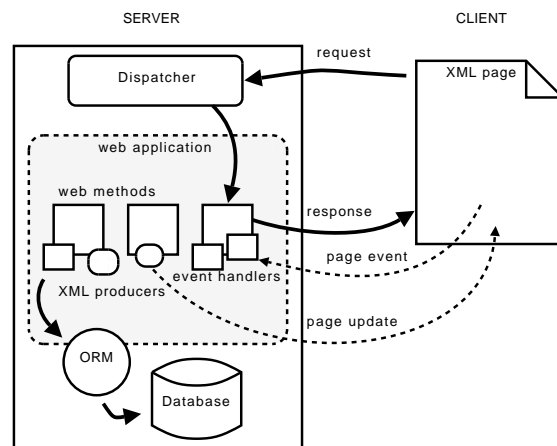 SERVER
CLIENT
request
XML page
Dispatcher
web application
web methods
response
page event
event handlers
XML producers
page update
ORM
Database